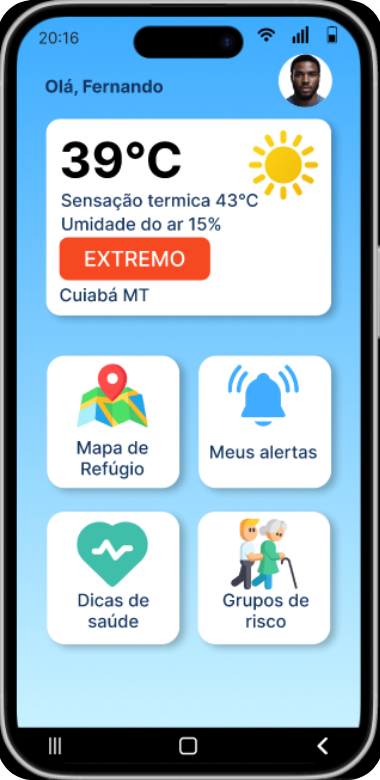 20:16
Olá, Fernando
39°C
Sensação termica 43°C
Umidade do ar 15%
EXTREMO
Cuiabá MT
Mapa de
Refúgio
Meus alertas
Dicas de
saúde
Grupos de
risco